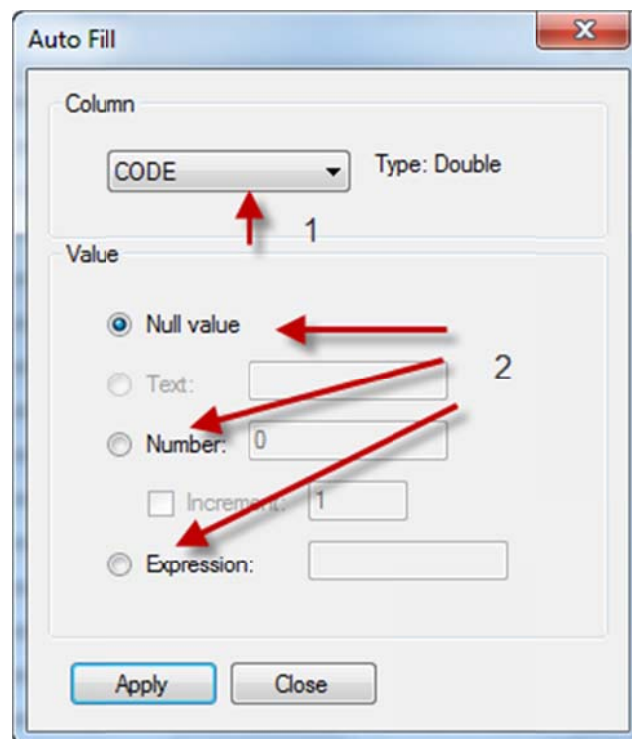 Auto Fill
Column
CODE Type: Double
1
Value
Null value
2
Text:
Number: 0
Increment: 1
Expression:
Apply Close